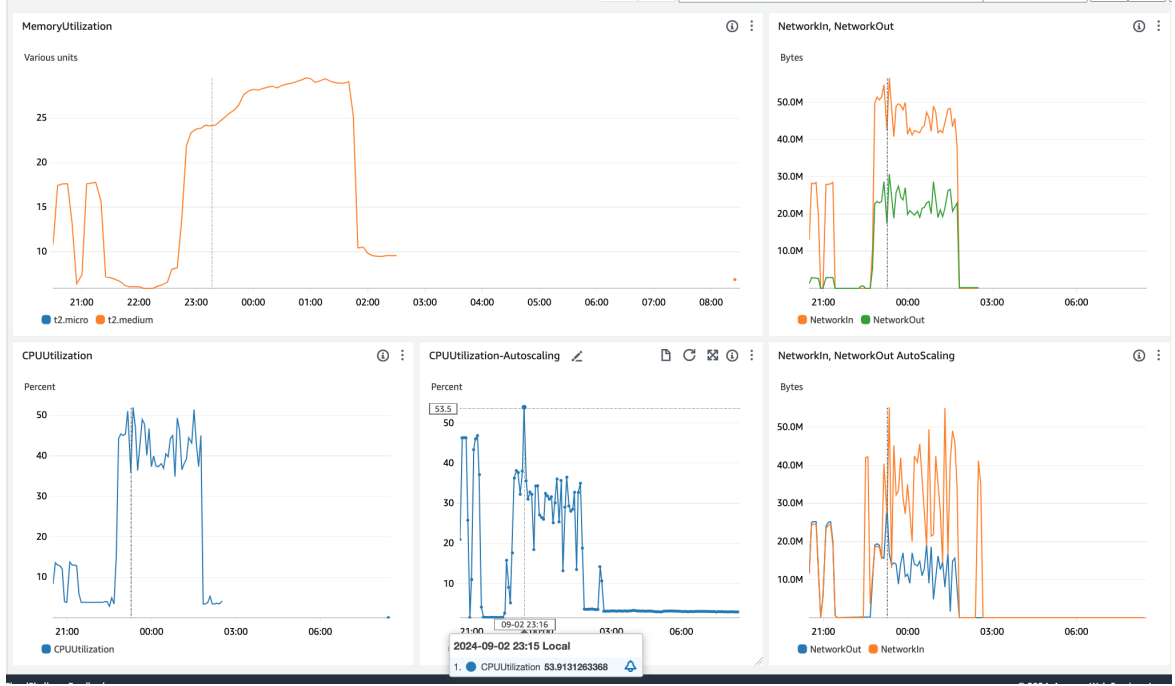 MemoryUtilization
Various units
25
20
15
10
21:00 22:00 23:00 00:00 01:00 02:00 03:00 04:00 05:00 06:00 07:00 08:00
t2.micro t2.medium
NetworkIn, NetworkOut
Bytes
50.0M
40.0M
30.0M
20.0M
10.0M
21:00 00:00 03:00 06:00
NetworkIn NetworkOut
CPUUtilization
Percent
50
40
30
20
10
21:00 00:00 03:00 06:00
CPUUtilization
CPUUtilization-Autoscaling
Percent
53.5
50
40
30
20
10
21:00 03:00 06:00
09-02 23:16
2024-09-02 23:15 Local
1. CPUUtilization 53.9131263368
NetworkIn, NetworkOut AutoScaling
Bytes
50.0M
40.0M
30.0M
20.0M
10.0M
21:00 00:00 03:00 06:00
NetworkOut NetworkIn